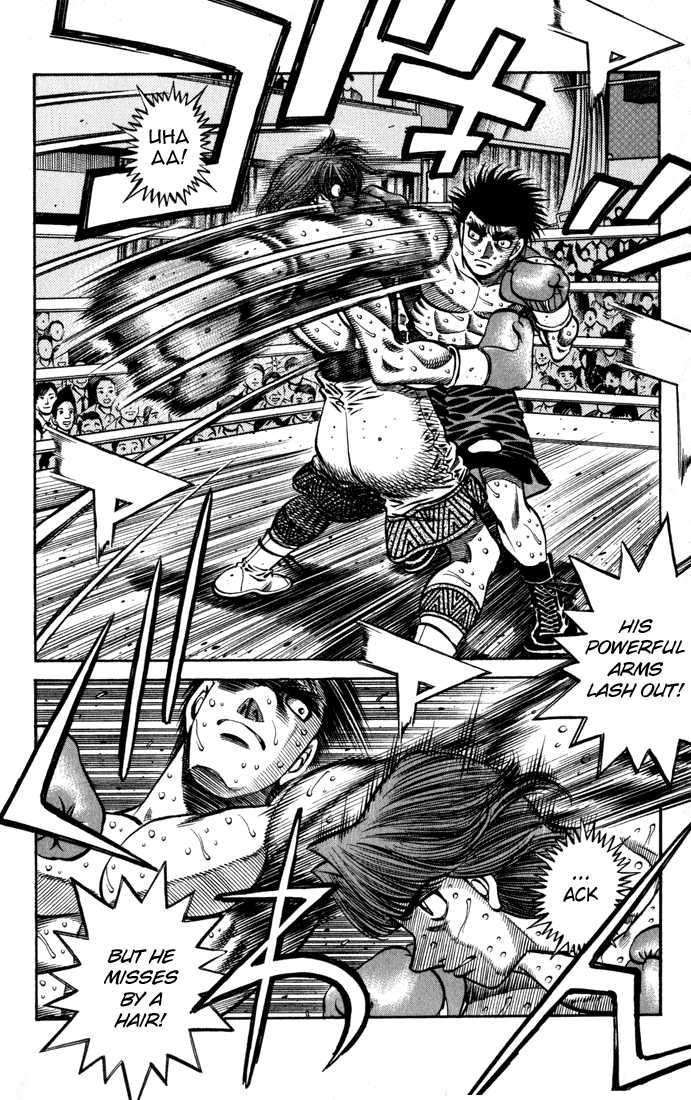 UHA
AA!
HIS
POWERFUL
ARMS
LASH OUT!
...
ACK
BUT HE
MISSES
BY A
HAIR!